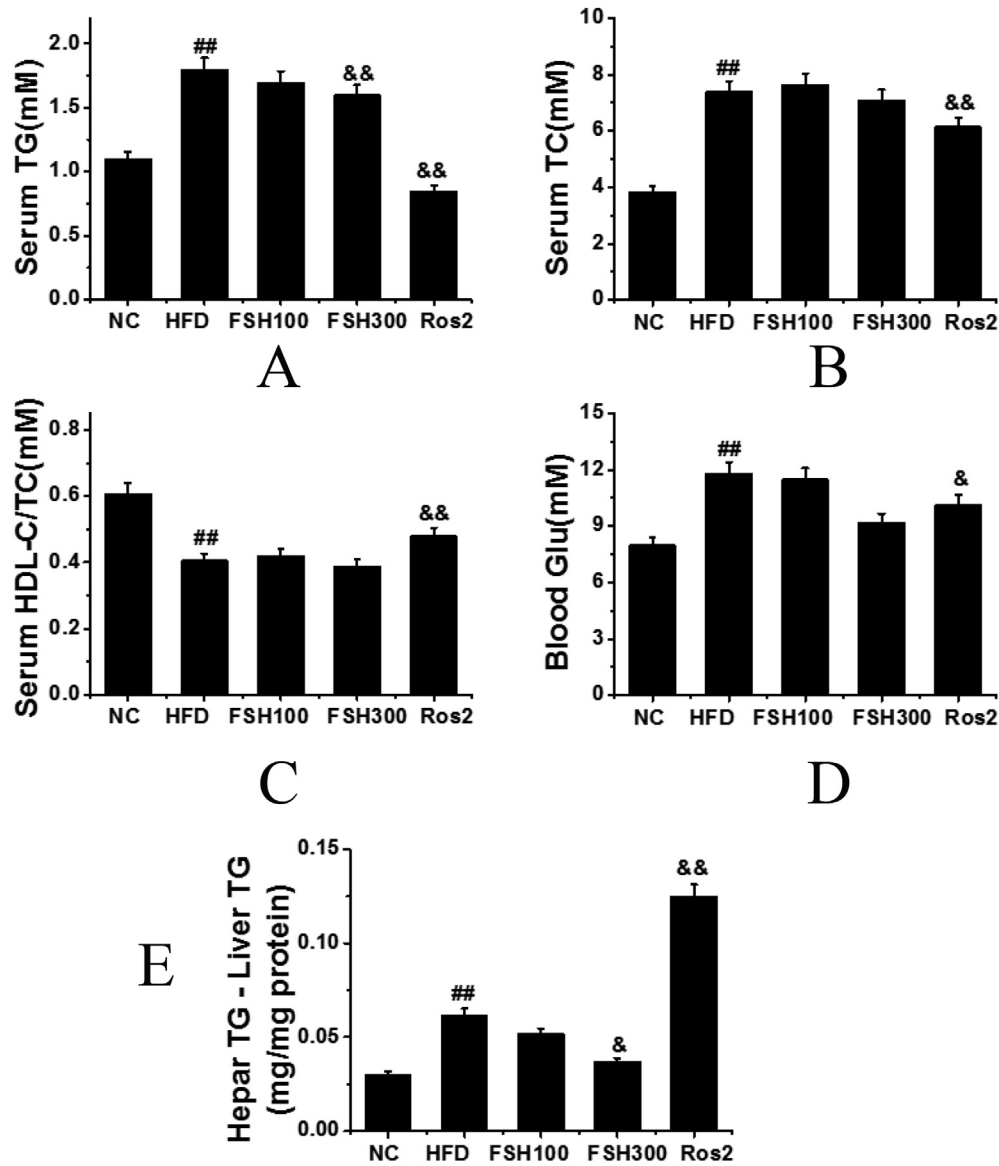 Serum TG(mM)
2.0
1.5
1.0
0.5
0.0
##
&&
&&
NC HFD FSH100 FSH300 Ros2
A
Serum TC(mM)
10
8
6
4
2
0
##
&&
NC HFD FSH100 FSH300 Ros2
B
Serum HDL-C/TC(mM)
0.8
0.6
0.4
0.2
0.0
##
&&
NC HFD FSH100 FSH300 Ros2
C
Blood Glu(mM)
15
12
9
6
3
0
##
&
NC HFD FSH100 FSH300 Ros2
D
E
Hepar TG - Liver TG
(mg/mg protein)
0.15
0.10
0.05
0.00
##
&
&&
NC HFD FSH100 FSH300 Ros2